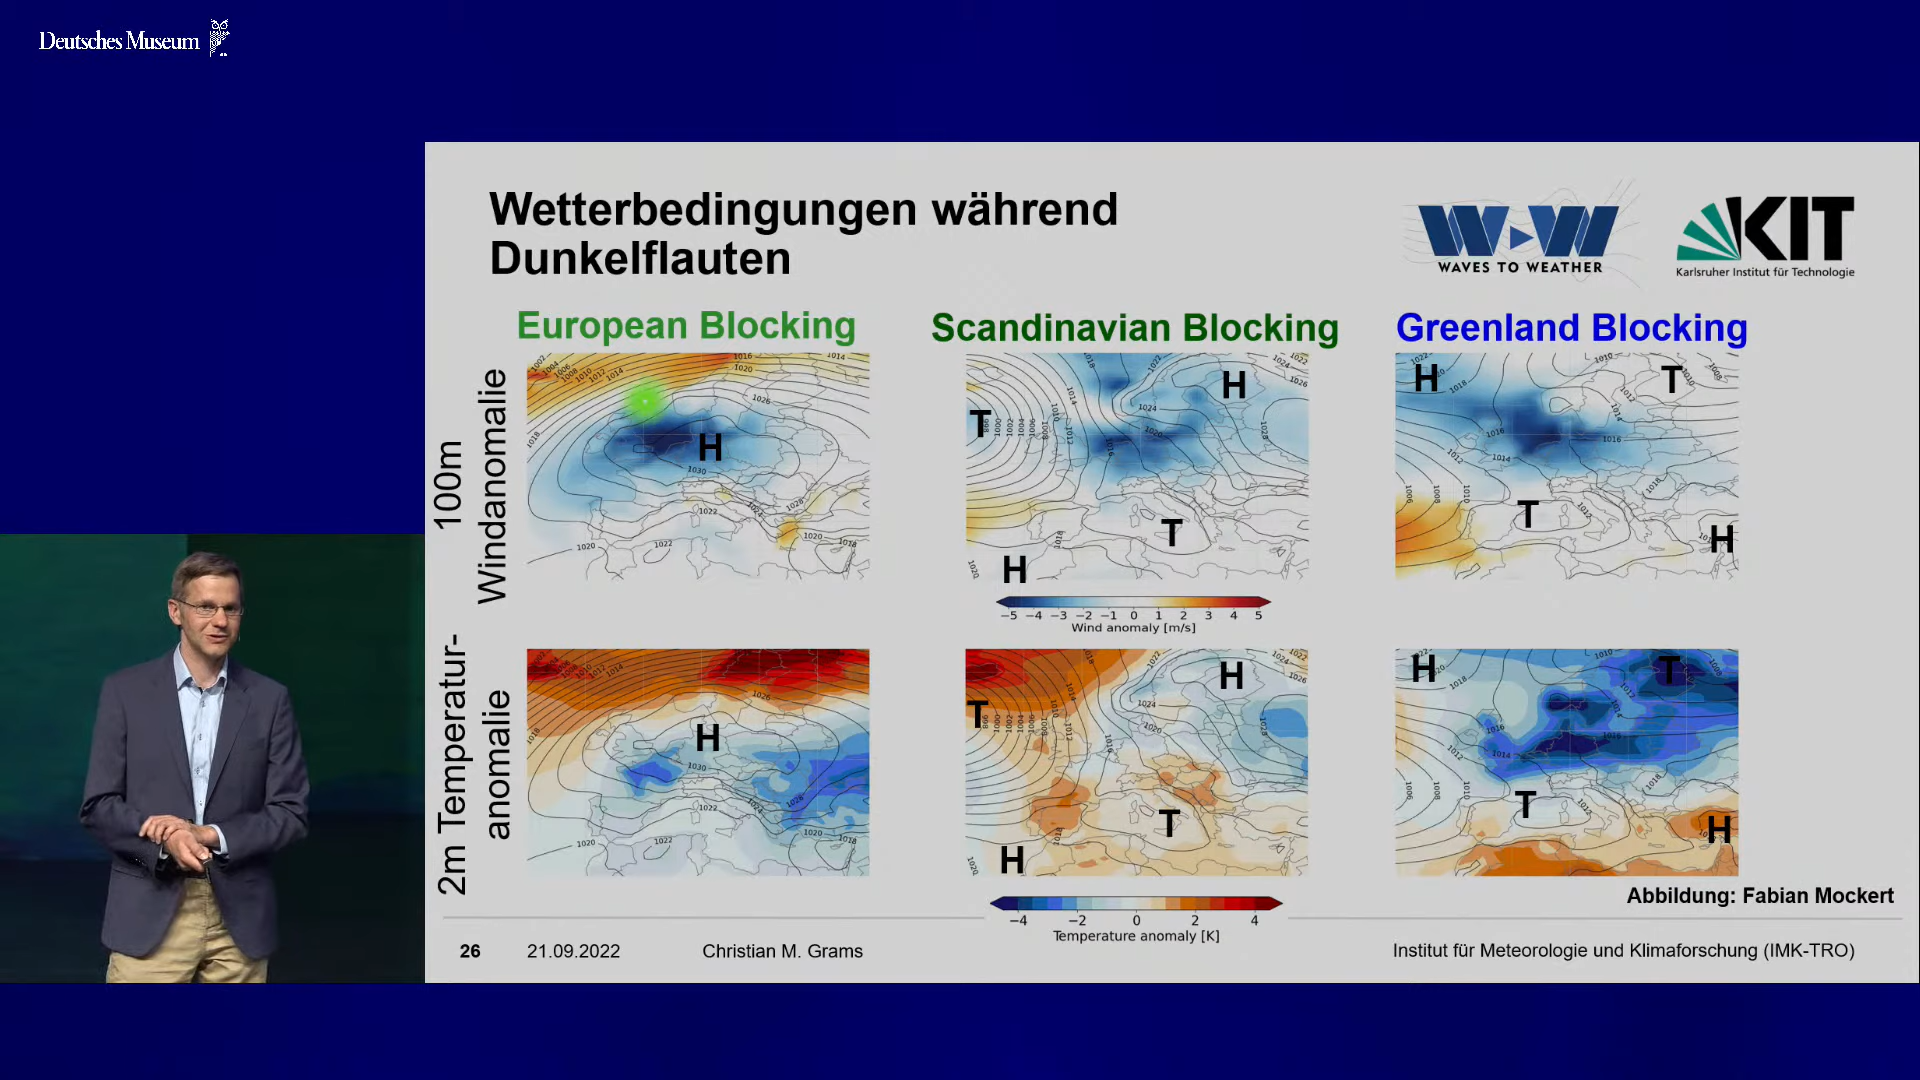 Deutsches Museum
Wetterbedingungen während
Dunkelflauten
WAVES TO WEATHER
KIT
Karlsruher Institut für Technologie
European Blocking
Scandinavian Blocking
Greenland Blocking
100m
Windanomalie
H
T
H
T
H
H
T
T
H
−5 −4 −3 −2 −1 0 1 2 3 4 5
Wind anomaly [m/s]
2m Temperatur-
anomalie
H
T
H
T
H
H
T
T
H
−4 −2 0 2 4
Temperature anomaly [K]
Abbildung: Fabian Mockert
26 21.09.2022 Christian M. Grams Institut für Meteorologie und Klimaforschung (IMK-TRO)